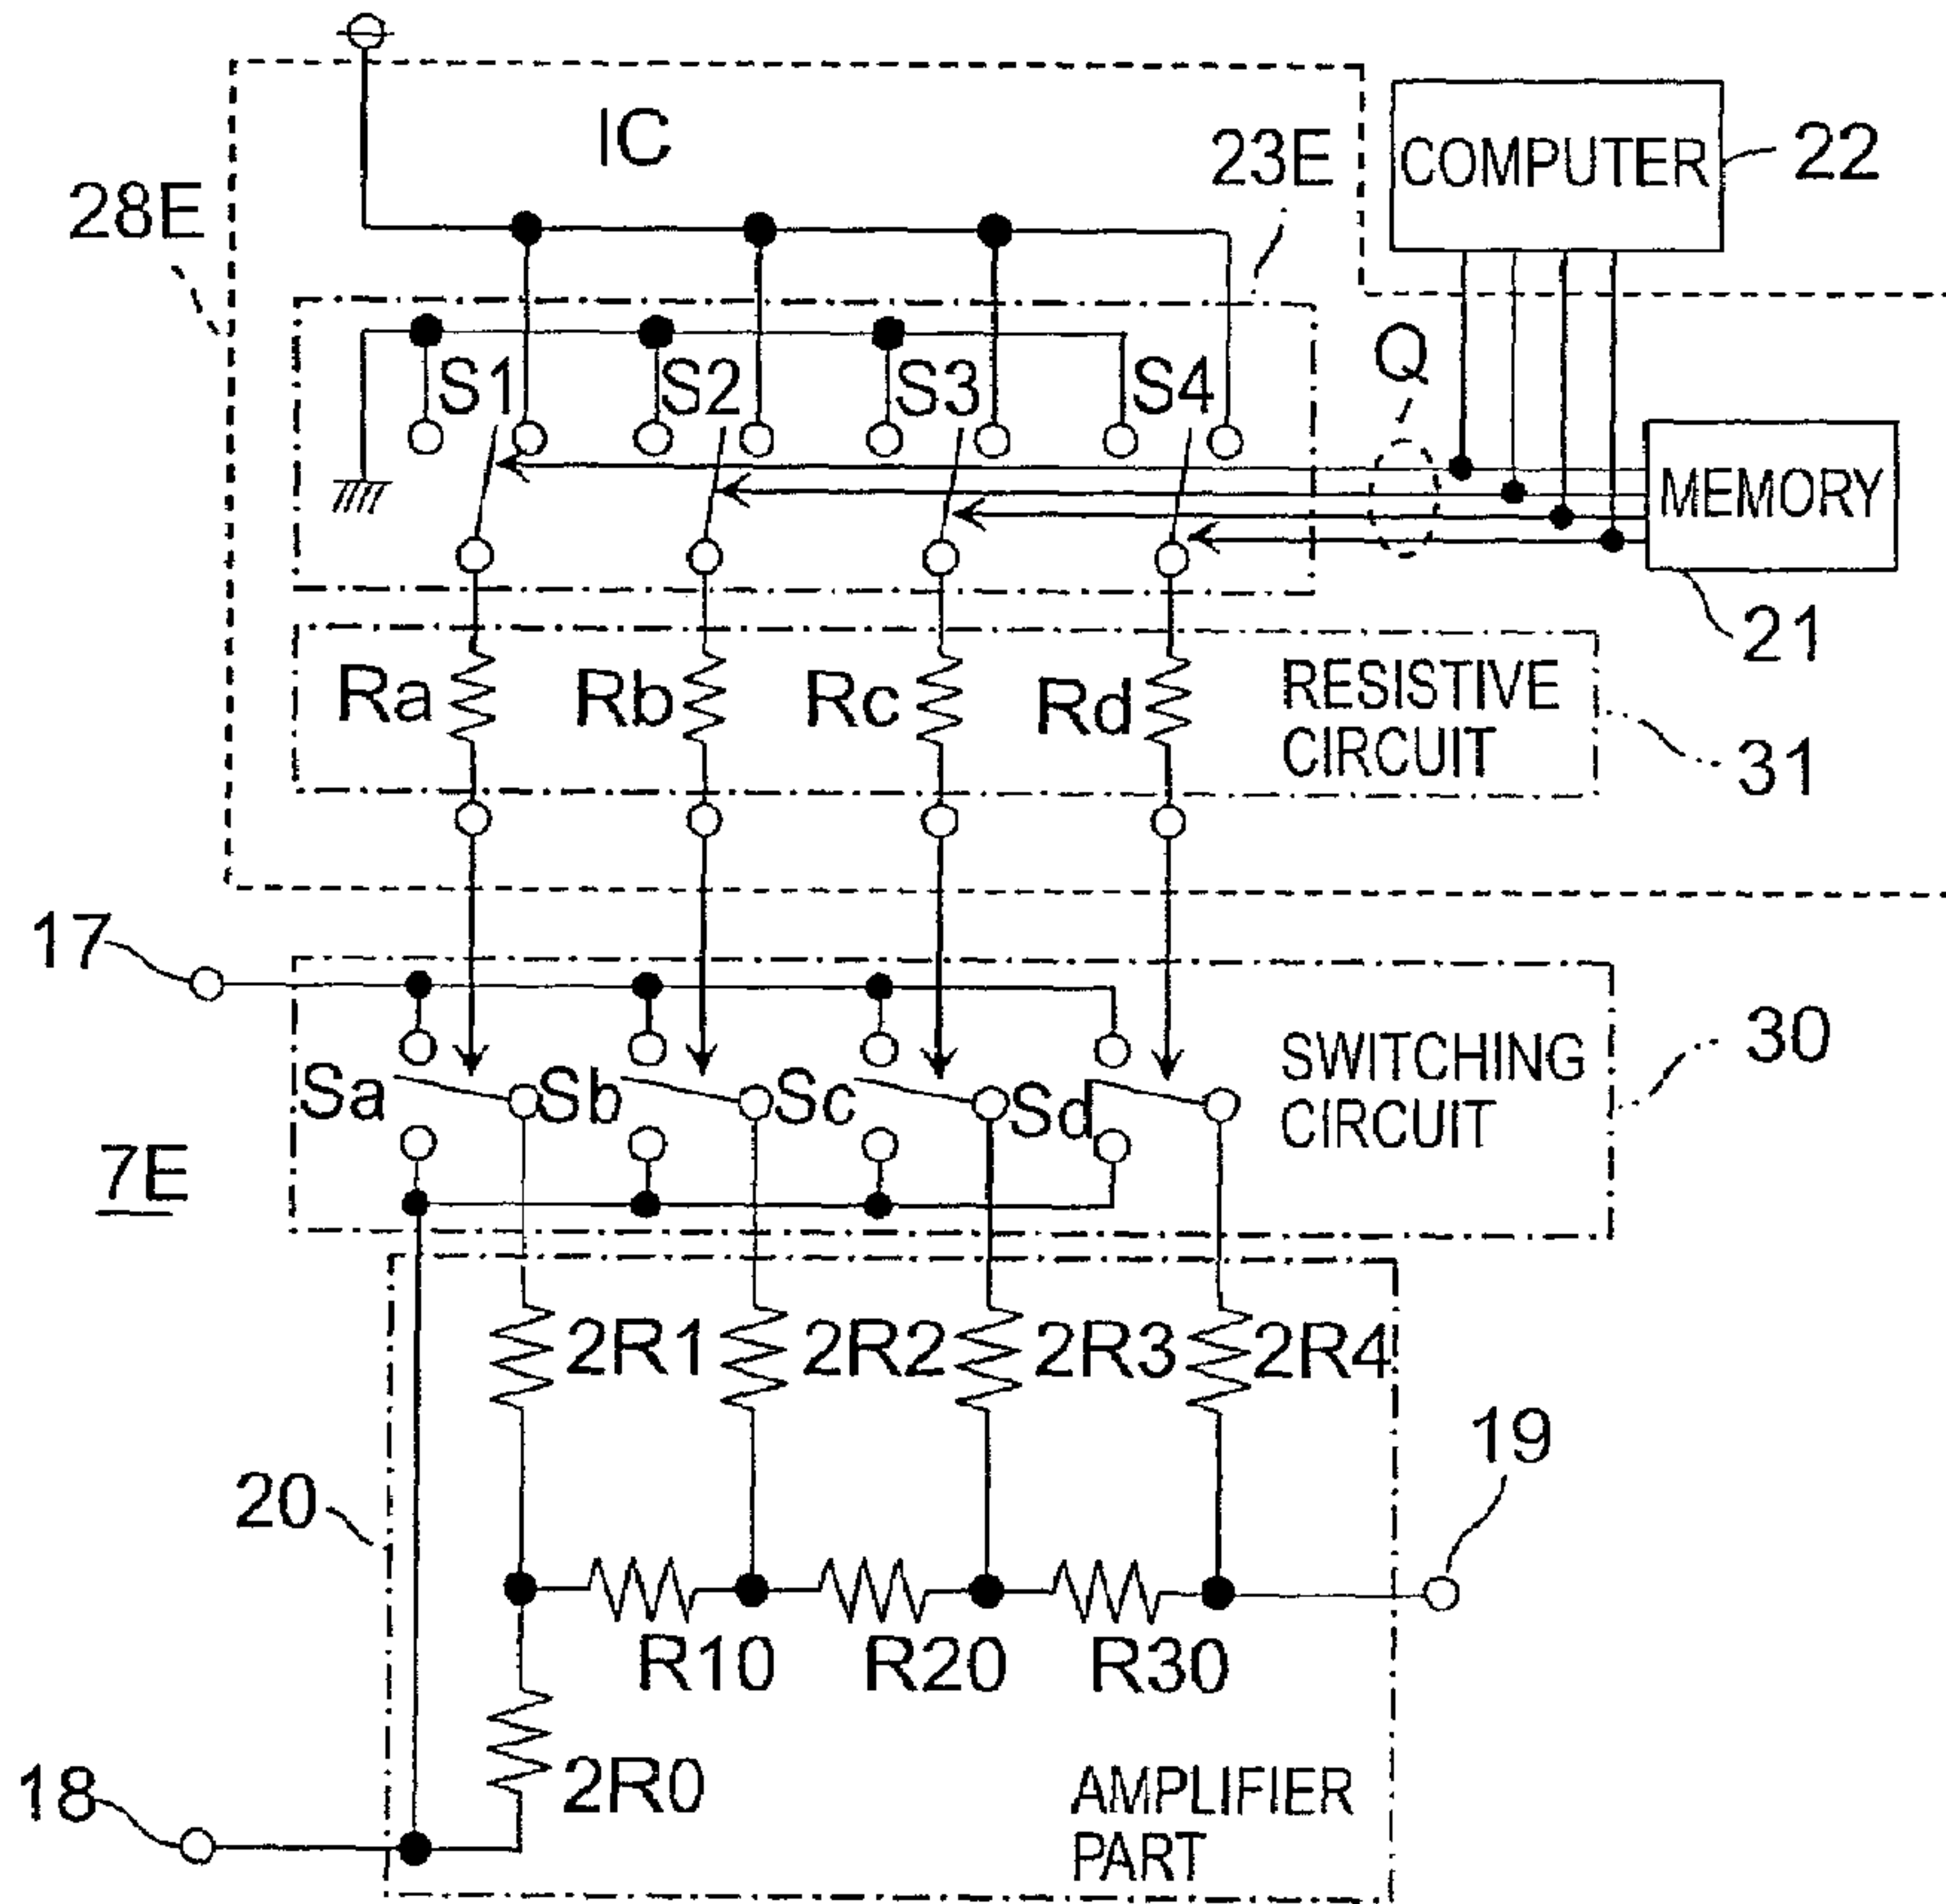 IC
COMPUTER
22
23E
28E
Q
S1
S2
S3
S4
MEMORY
21
Ra
Rb
Rc
Rd
RESISTIVE
CIRCUIT
31
17
Sa
Sb
Sc
Sd
SWITCHING
CIRCUIT
30
7E
2R1
2R2
2R3
2R4
19
20
R10
R20
R30
2R0
18
AMPLIFIER
PART